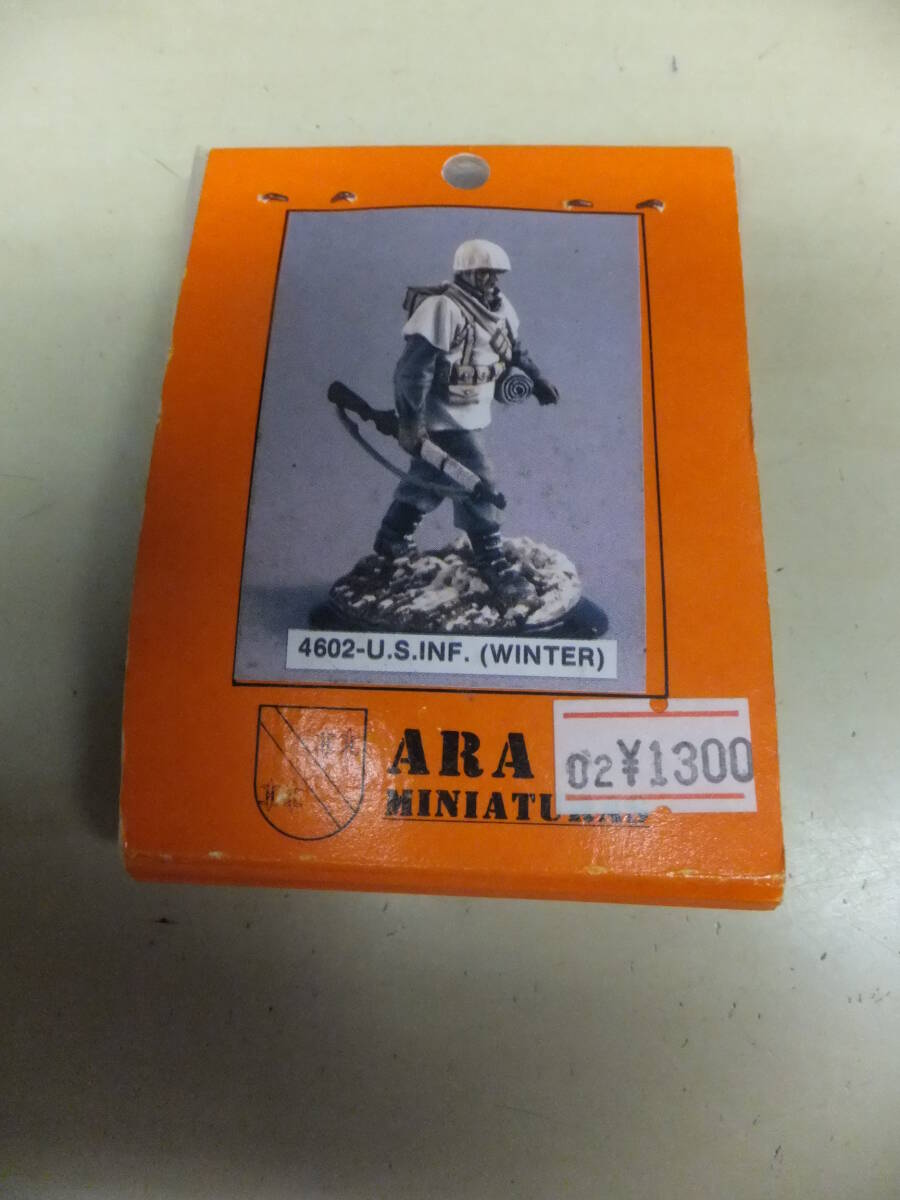 4602-U.S.INF. (WINTER)
ARA
02¥1300